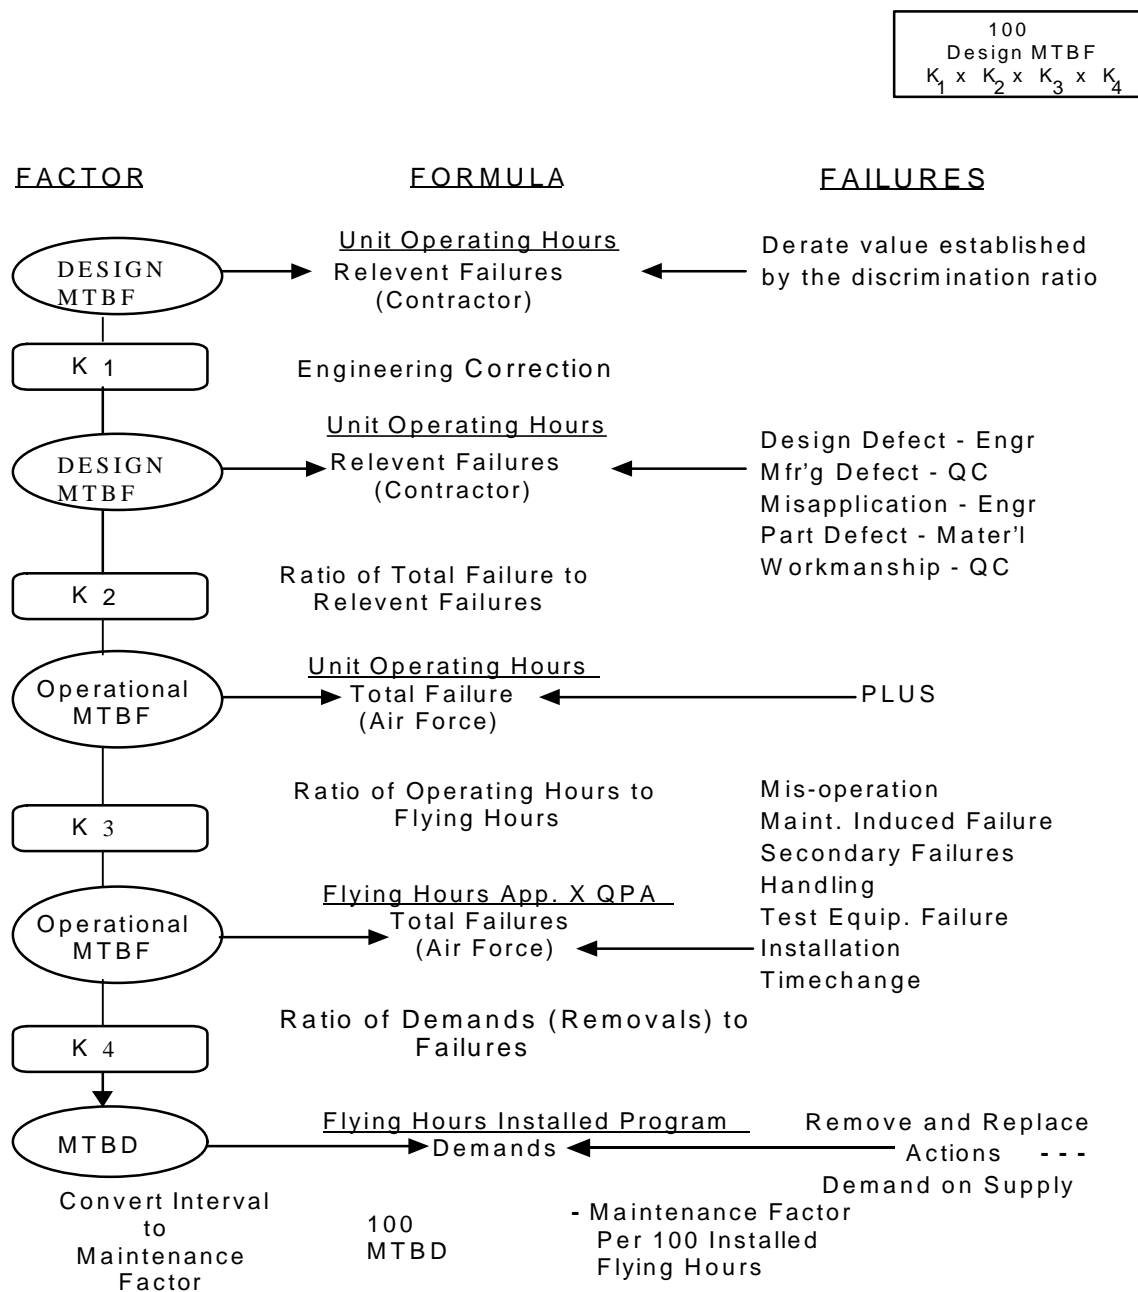 100
Design MTBF
K1 x K2 x K3 x K4
FACTOR
FORMULA
FAILURES
DESIGN
MTBF
Unit Operating Hours
Relevent Failures
(Contractor)
Derate value established
by the discrimination ratio
K 1
Engineering Correction
DESIGN
MTBF
Unit Operating Hours
Relevent Failures
(Contractor)
Design Defect - Engr
Mfr'g Defect - QC
Misapplication - Engr
Part Defect - Mater'l
Workmanship - QC
K 2
Ratio of Total Failure to
Relevent Failures
Operational
MTBF
Unit Operating Hours
Total Failure
(Air Force)
PLUS
K 3
Ratio of Operating Hours to
Flying Hours
Mis-operation
Maint. Induced Failure
Secondary Failures
Handling
Test Equip. Failure
Installation
Timechange
Operational
MTBF
Flying Hours App. X QPA
Total Failures
(Air Force)
K 4
Ratio of Demands (Removals) to
Failures
MTBD
Flying Hours Installed Program
Demands
Remove and Replace
Actions ---
Demand on Supply
Convert Interval
to
Maintenance
Factor
100
MTBD
- Maintenance Factor
Per 100 Installed
Flying Hours